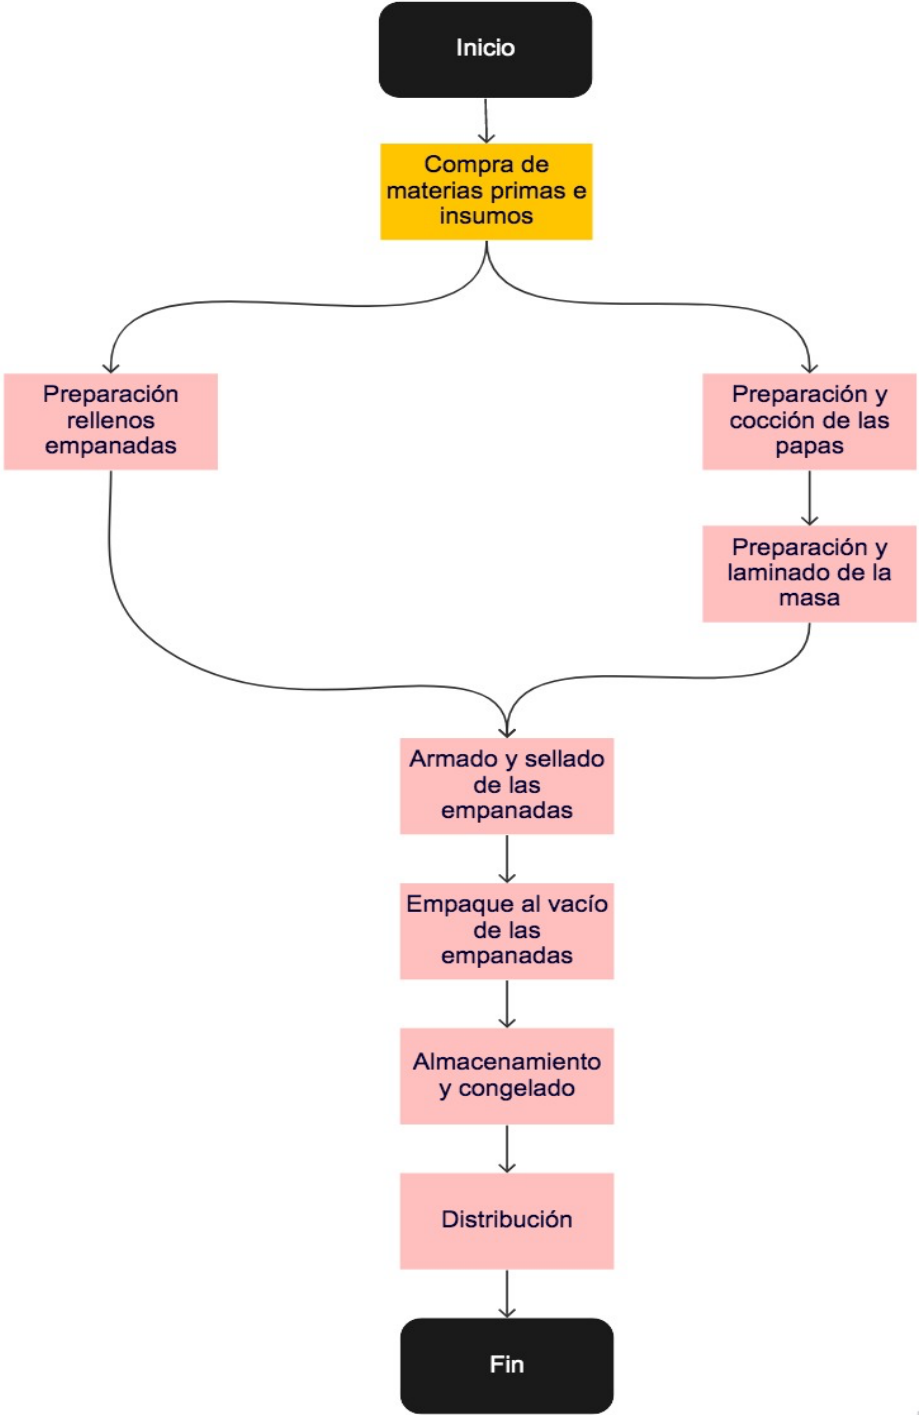 Inicio
Compra de
materias primas e
insumos
Preparación
rellenos
empanadas
Preparación y
cocción de las
papas
Preparación y
laminado de la
masa
Armado y sellado
de las
empanadas
Empaque al vacío
de las
empanadas
Almacenamiento
y congelado
Distribución
Fin